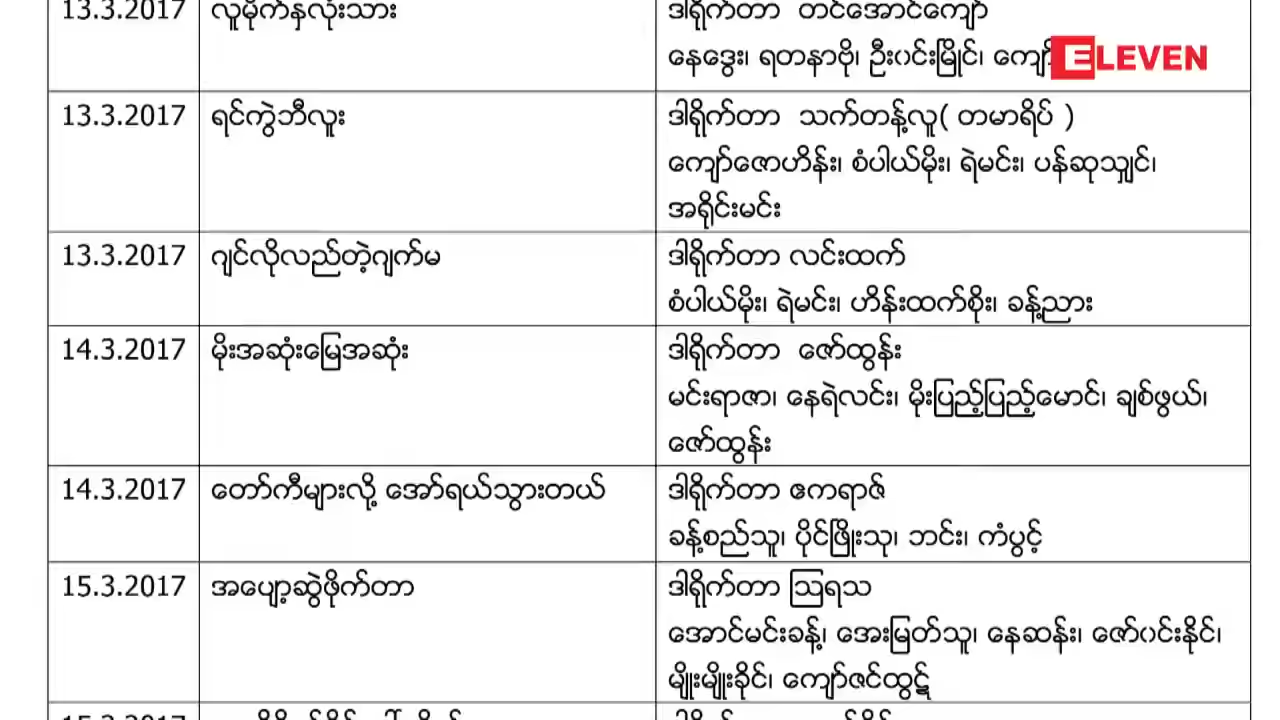 13.3.2017 လူမိုက်နှလုံးသား ဒါရိုက်တာ တင်အောင်ကျော်
နေဒွေး၊ ရတနာဗို၊ ဦးဝင်းမြိုင်၊ ကျော်
ELEVEN
13.3.2017 ရင်ကွဲဘီလူး ဒါရိုက်တာ သက်တန့်လူ( တမာရိပ် )
ကျော်ဇောဟိန်း၊ စံပါယ်မိုး၊ ရဲမင်း၊ ပန်ဆုသျှင်၊
အရိုင်းမင်း
13.3.2017 ဂျင်လိုလည်တဲ့ဂျက်မ ဒါရိုက်တာ လင်းထက်
စံပါယ်မိုး၊ ရဲမင်း၊ ဟိန်းထက်စိုး၊ ခန့်ညား
14.3.2017 မိုးအဆုံးမြေအဆုံး ဒါရိုက်တာ ဇော်ထွန်း
မင်းရာဇာ၊ နေရဲလင်း၊ မိုးပြည့်ပြည့်မောင်၊ ချစ်ဖွယ်၊
ဇော်ထွန်း
14.3.2017 တော်ကီများလို့ အော်ရယ်သွားတယ် ဒါရိုက်တာ ဧကရာဇ်
ခန့်စည်သူ၊ ပိုင်ဖြိုးသု၊ ဘင်း၊ ကံပွင့်
15.3.2017 အပျော့ဆွဲဖိုက်တာ ဒါရိုက်တာ ဩရသ
အောင်မင်းခန့်၊ အေးမြတ်သူ၊ နေဆန်း၊ ဇော်ဝင်းနိုင်၊
မျိုးမျိုးခိုင်၊ ကျော်ဇင်ထွဋ်